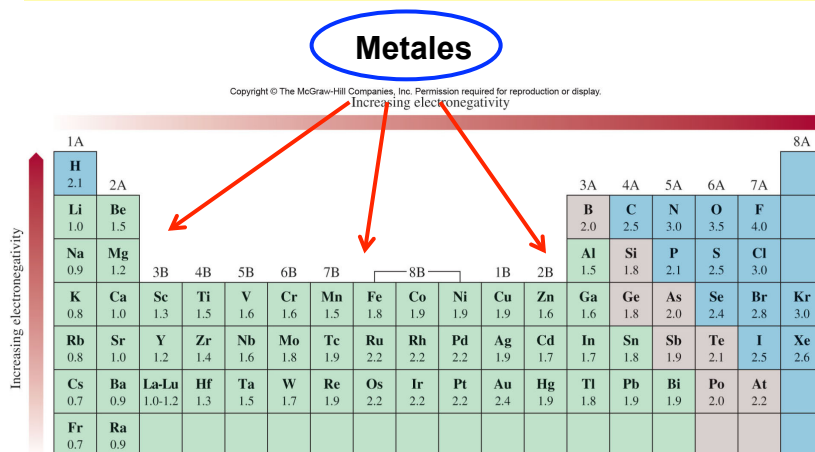 Metales
Copyright © The McGraw-Hill Companies, Inc. Permission required for reproduction or display.
Increasing electronegativity
1A 8A
H
2.1
2A 3A 4A 5A 6A 7A
Li Be B C N O F
1.0 1.5 2.0 2.5 3.0 3.5 4.0
Na Mg Al Si P S Cl
0.9 1.2 1.5 1.8 2.1 2.5 3.0
3B 4B 5B 6B 7B 8B 1B 2B
K Ca Sc Ti V Cr Mn Fe Co Ni Cu Zn Ga Ge As Se Br Kr
0.8 1.0 1.3 1.5 1.6 1.6 1.5 1.8 1.9 1.9 1.9 1.6 1.6 1.8 2.0 2.4 2.8 3.0
Rb Sr Y Zr Nb Mo Tc Ru Rh Pd Ag Cd In Sn Sb Te I Xe
0.8 1.0 1.2 1.4 1.6 1.8 1.9 2.2 2.2 2.2 1.9 1.7 1.7 1.8 1.9 2.1 2.5 2.6
Cs Ba La-Lu Hf Ta W Re Os Ir Pt Au Hg Tl Pb Bi Po At
0.7 0.9 1.0-1.2 1.3 1.5 1.7 1.9 2.2 2.2 2.2 2.4 1.9 1.8 1.9 1.9 2.0 2.2
Fr Ra
0.7 0.9
Increasing electronegativity